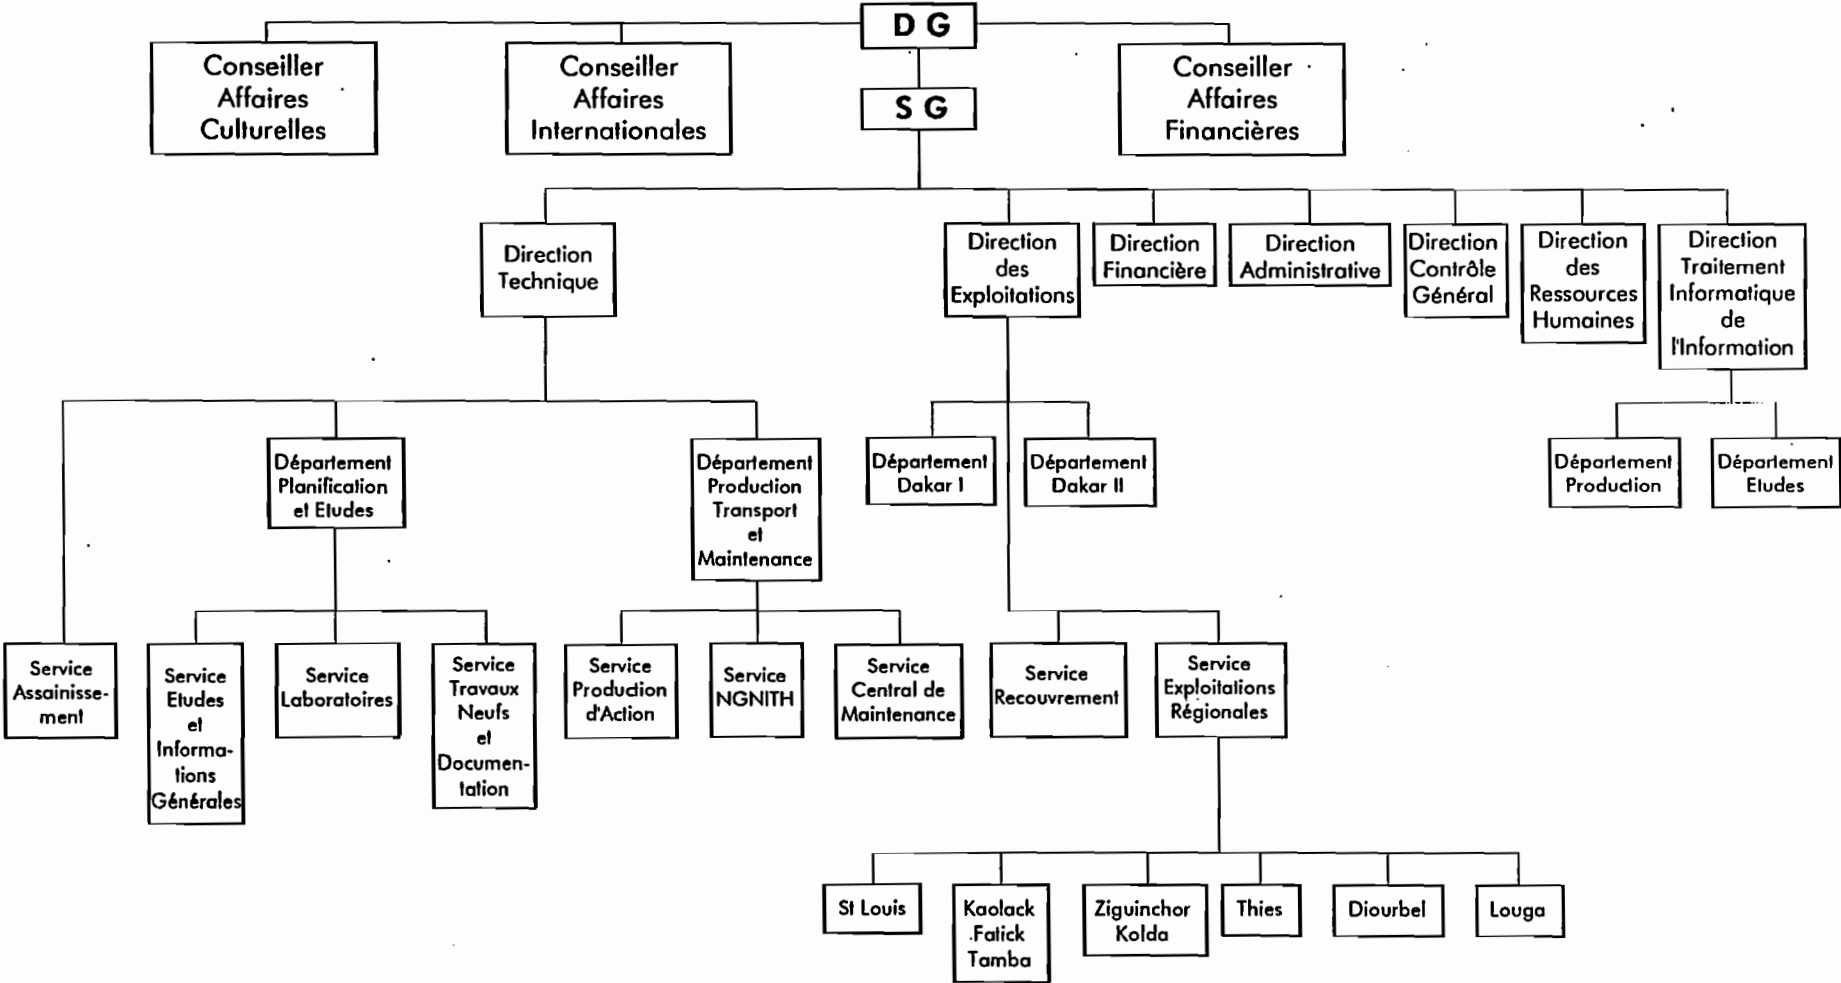 D G
Conseiller
Affaires
Culturelles
Conseiller
Affaires
Internationales
S G
Conseiller
Affaires
Financières
Direction
Technique
Direction
des
Exploitations
Direction
Financière
Direction
Administrative
Direction
Contrôle
Général
Direction
des
Ressources
Humaines
Direction
Traitement
Informatique
de
l'Information
Département
Planification
et Etudes
Département
Production
Transport
et
Maintenance
Département
Dakar I
Département
Dakar II
Département
Production
Département
Etudes
Service
Assainisse-
ment
Service
Etudes
et
Informa-
tions
Générales
Service
Laboratoires
Service
Travaux
Neufs
et
Documen-
tation
Service
Production
d'Action
Service
NGNITH
Service
Central de
Maintenance
Service
Recouvrement
Service
Exploitations
Régionales
St Louis
Kaolack
Fatick
Tamba
Ziguinchor
Kolda
Thies
Diourbel
Louga